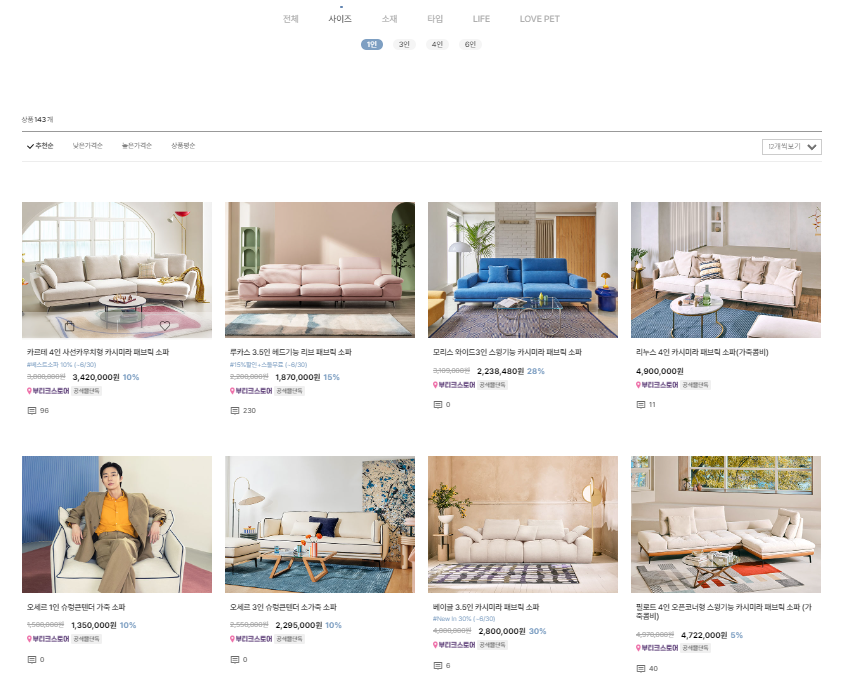 전체 사이즈 소재 타입 LIFE LOVE PET
1인 3인 4인 6인
상품 143 개
추천순 낮은가격순 높은가격순 상품평순
12개씩보기
카르테 4인 사선카우치형 카시미라 패브릭 소파
#베스트소파 10% (~6/30)
3,800,000원 3,420,000원 10%
부티크스토어 공세몰단독
96
루카스 3.5인 헤드기능 리브 패브릭 소파
#15%할인+스툴무료 (~6/30)
2,200,000원 1,870,000원 15%
부티크스토어 공세몰단독
230
모리스 와이드3인 스윙기능 카시미라 패브릭 소파
3,109,000원 2,238,480원 28%
부티크스토어 공세몰단독
0
리누스 4인 카시미라 패브릭 소파(가죽콤비)
4,900,000원
부티크스토어 공세몰단독
11
오세르 1인 슈렁큰텐더 가죽 소파
1,500,000원 1,350,000원 10%
부티크스토어 공세몰단독
0
오세르 3인 슈렁큰텐더 소가죽 소파
2,550,000원 2,295,000원 10%
부티크스토어 공세몰단독
0
베이글 3.5인 카시미라 패브릭 소파
#New in 30% (~6/30)
4,000,000원 2,800,000원 30%
부티크스토어 공세몰단독
6
필로트 4인 오픈코너형 스윙기능 카시미라 패브릭 소파 (가
죽콤비)
4,970,000원 4,722,000원 5%
부티크스토어 공세몰단독
40